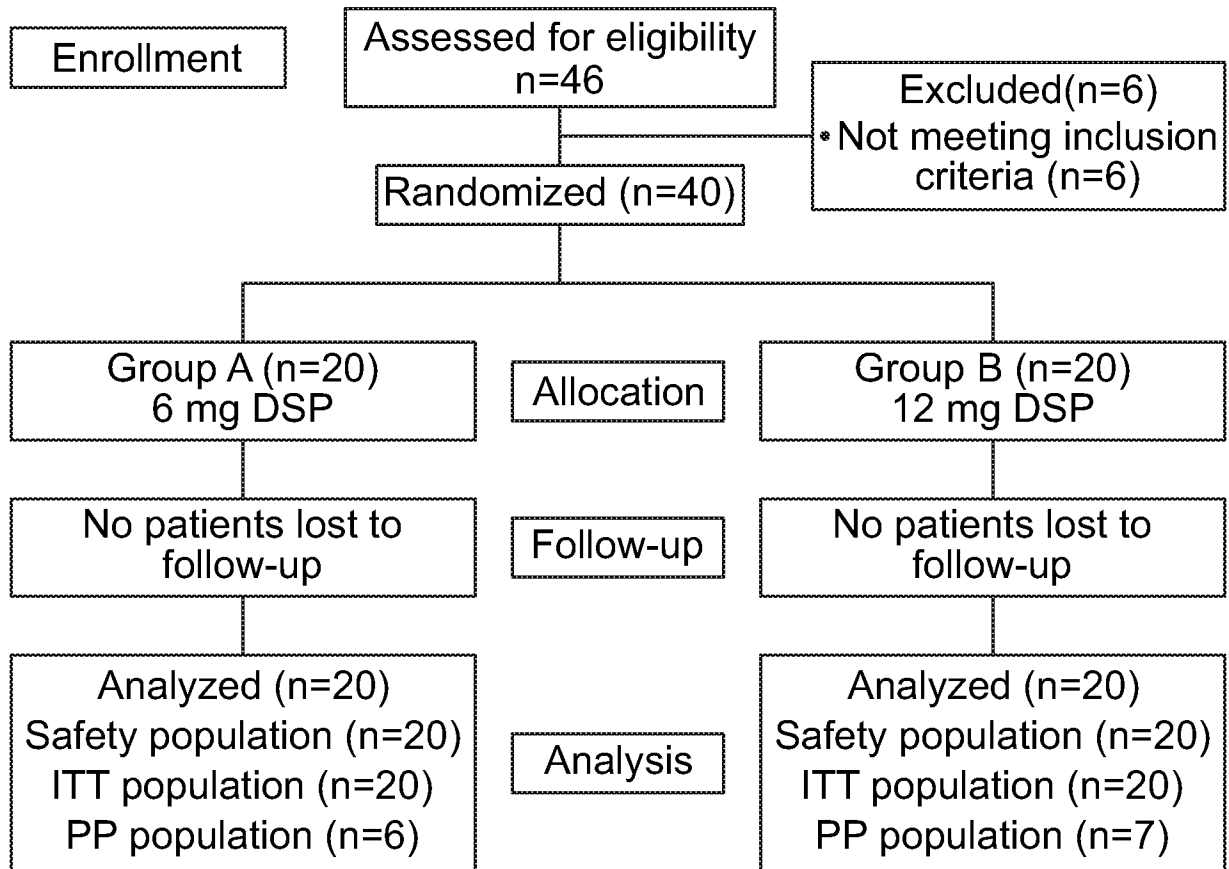 Enrollment
Assessed for eligibility
n=46
Excluded(n=6)
• Not meeting inclusion
criteria (n=6)
Randomized (n=40)
Group A (n=20)
6 mg DSP
Allocation
Group B (n=20)
12 mg DSP
No patients lost to
follow-up
Follow-up
No patients lost to
follow-up
Analyzed (n=20)
Safety population (n=20)
ITT population (n=20)
PP population (n=6)
Analysis
Analyzed (n=20)
Safety population (n=20)
ITT population (n=20)
PP population (n=7)